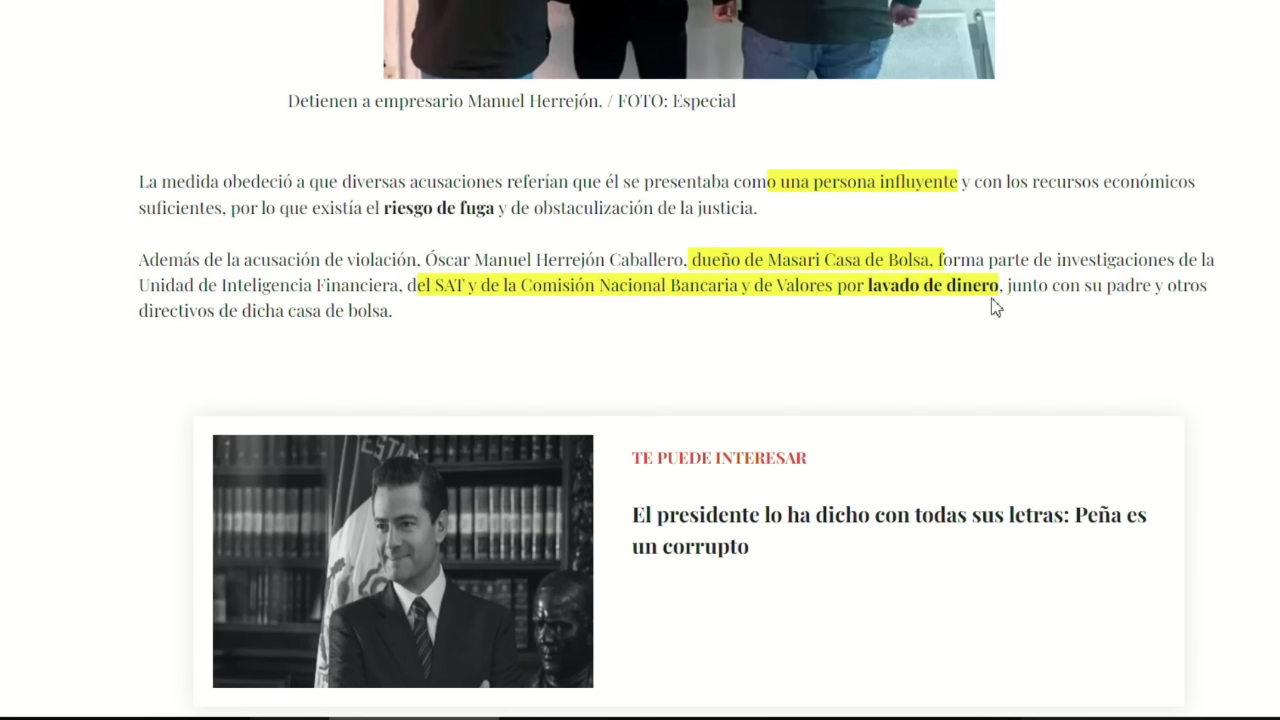 Detienen a empresario Manuel Herrejón. / FOTO: Especial
La medida obedeció a que diversas acusaciones referían que él se presentaba como una persona influyente y con los recursos económicos
suficientes, por lo que existía el riesgo de fuga y de obstaculización de la justicia.
Además de la acusación de violación, Óscar Manuel Herrejón Caballero, dueño de Masari Casa de Bolsa, forma parte de investigaciones de la
Unidad de Inteligencia Financiera, del SAT y de la Comisión Nacional Bancaria y de Valores por lavado de dinero, junto con su padre y otros
directivos de dicha casa de bolsa.
ESTA
TE PUEDE INTERESAR
El presidente lo ha dicho con todas sus letras: Peña es
un corrupto